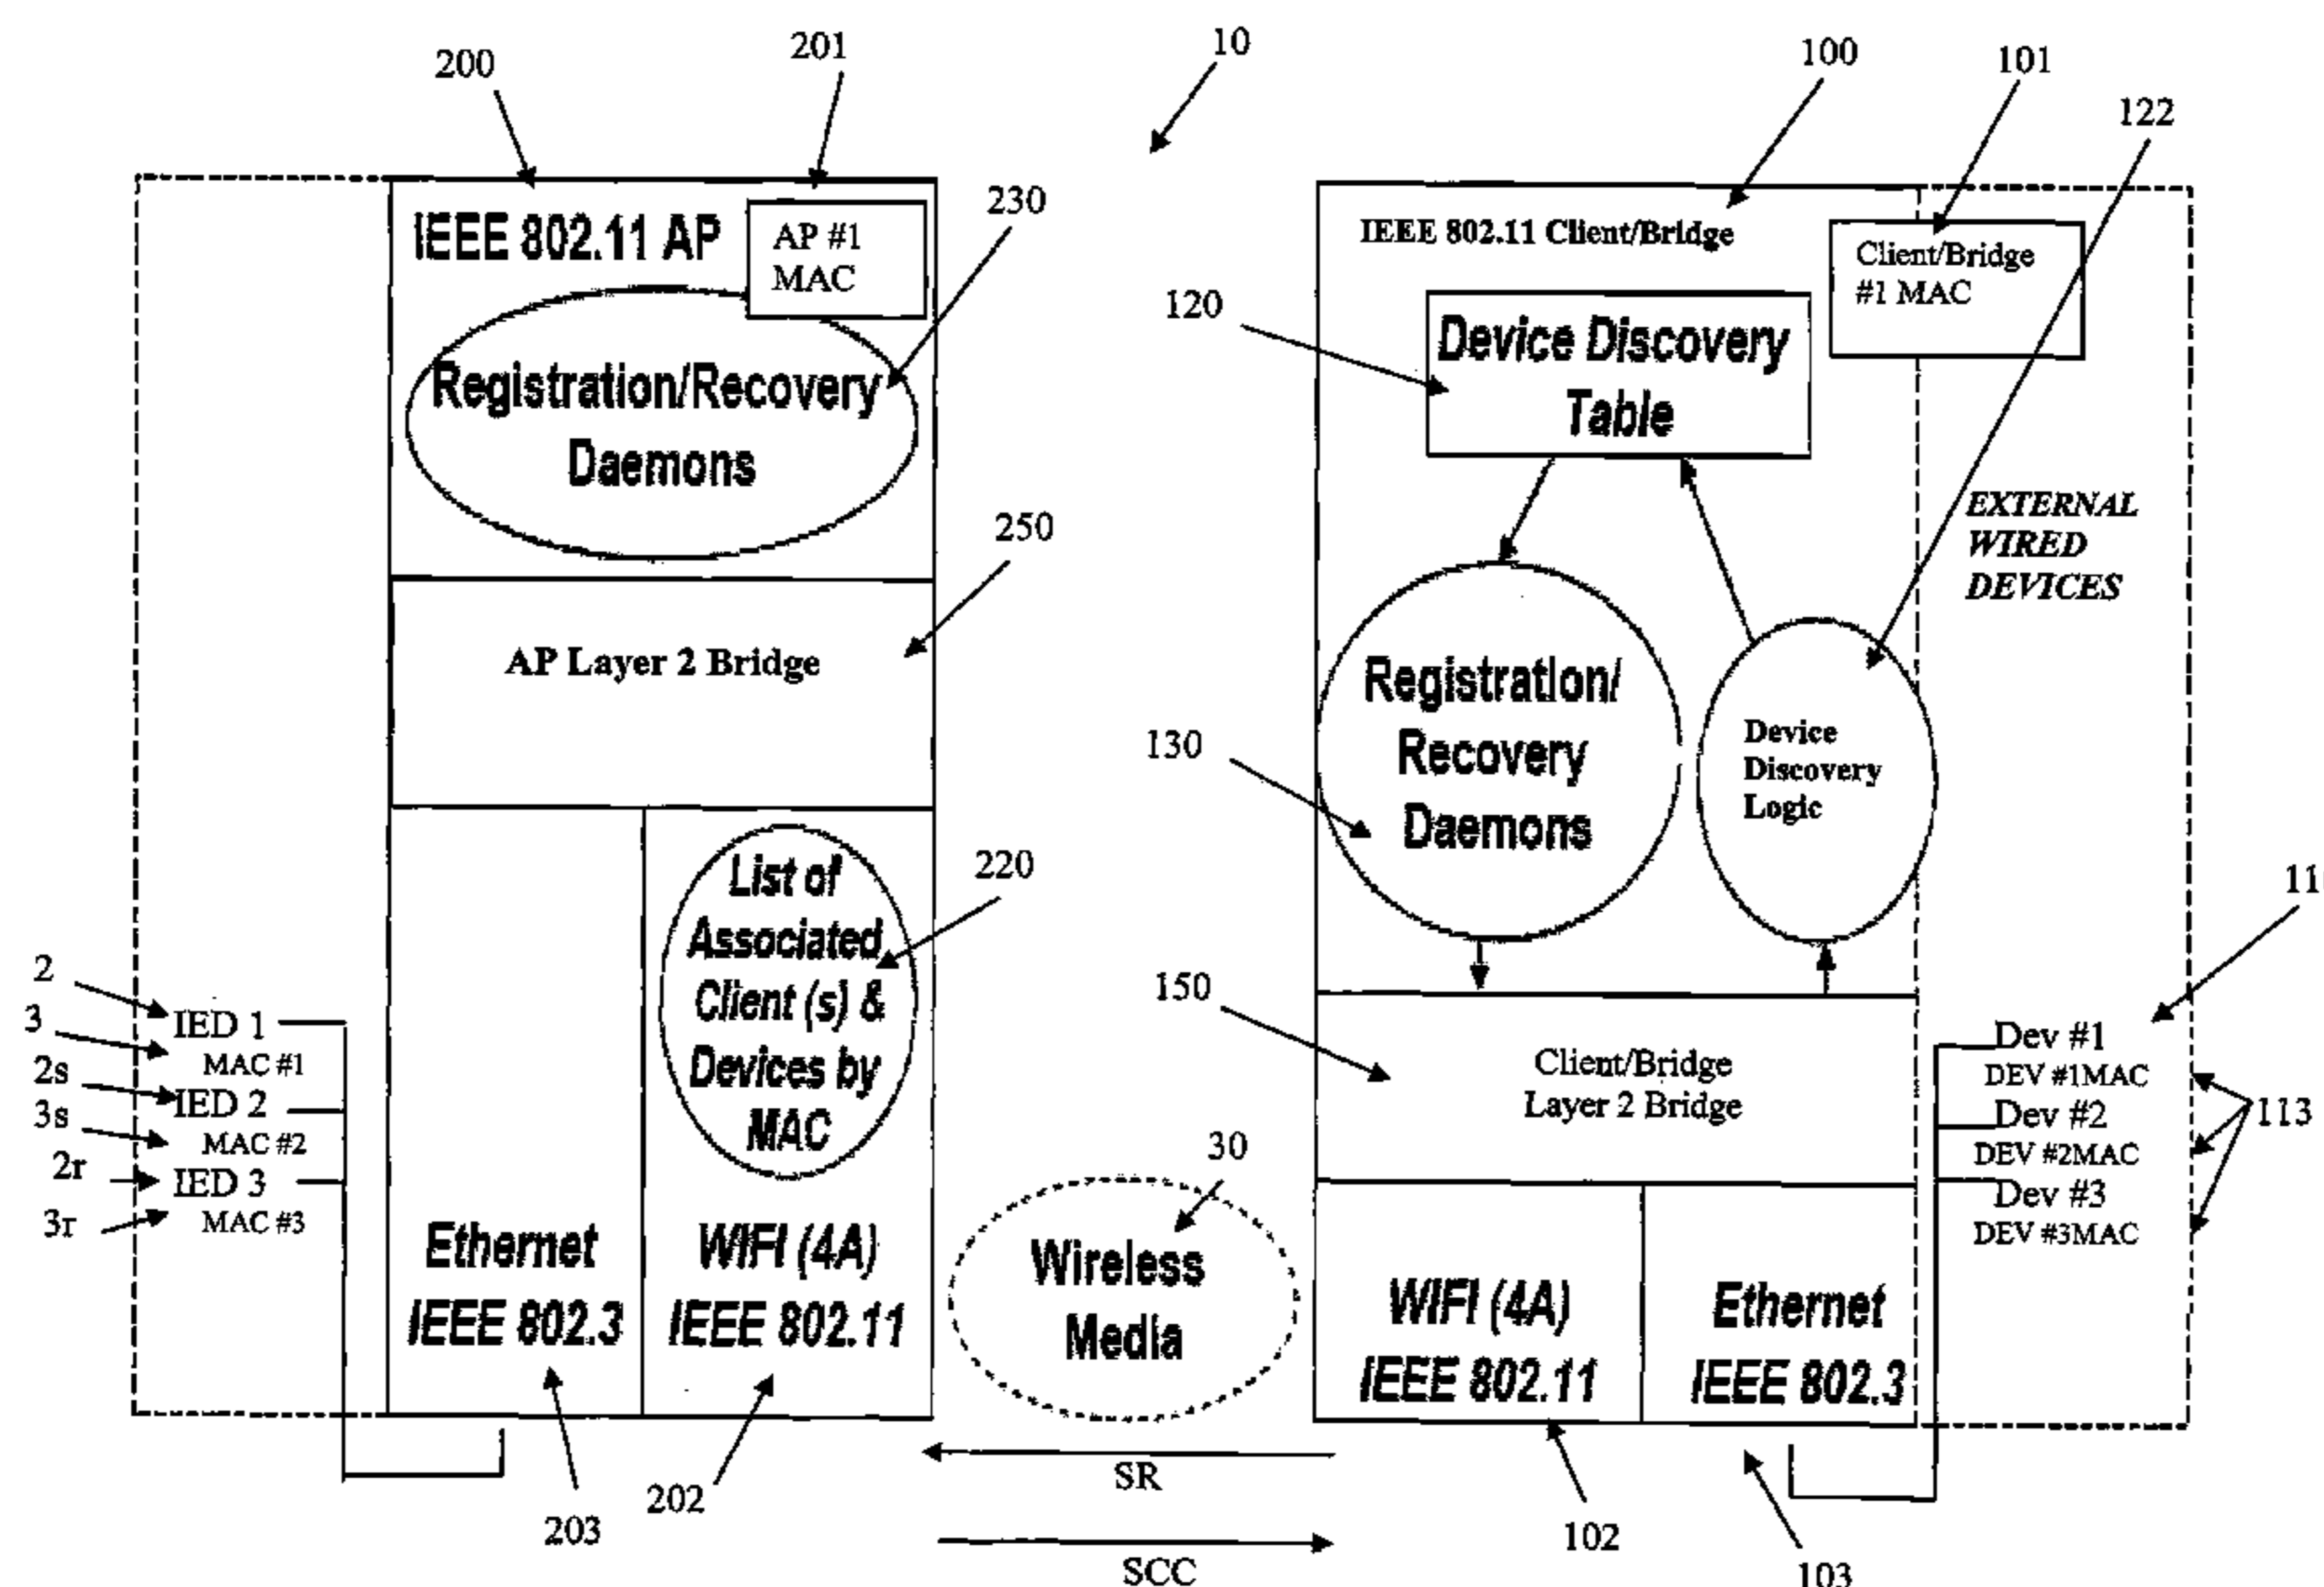 10
200
201
230
IEEE 802.11 AP
AP #1
MAC
Registration/Recovery
Daemons
250
AP Layer 2 Bridge
List of
Associated
Client (s) &
Devices by
MAC
220
2
IED 1
3
MAC #1
2s
IED 2
3s
MAC #2
2r
IED 3
3r
MAC #3
Ethernet
IEEE 802.3
WIFI (4A)
IEEE 802.11
203
202
30
Wireless
Media
SR
SCC
100
101
122
IEEE 802.11 Client/Bridge
Client/Bridge
#1 MAC
120
Device Discovery
Table
EXTERNAL
WIRED
DEVICES
130
Registration/
Recovery
Daemons
Device
Discovery
Logic
150
Client/Bridge
Layer 2 Bridge
11
Dev #1
DEV #1MAC
Dev #2
DEV #2MAC
Dev #3
DEV #3MAC
113
WIFI (4A)
IEEE 802.11
Ethernet
IEEE 802.3
102
103